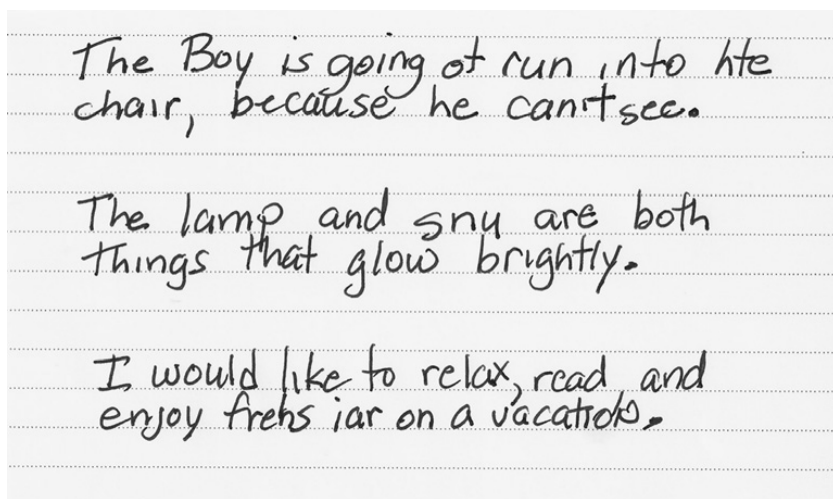 The Boy is going ot run into hte
chair, because he can't see.
The lamp and snu are both
things that glow brightly.
I would like to relax, read and
enjoy frehs iar on a vacation.